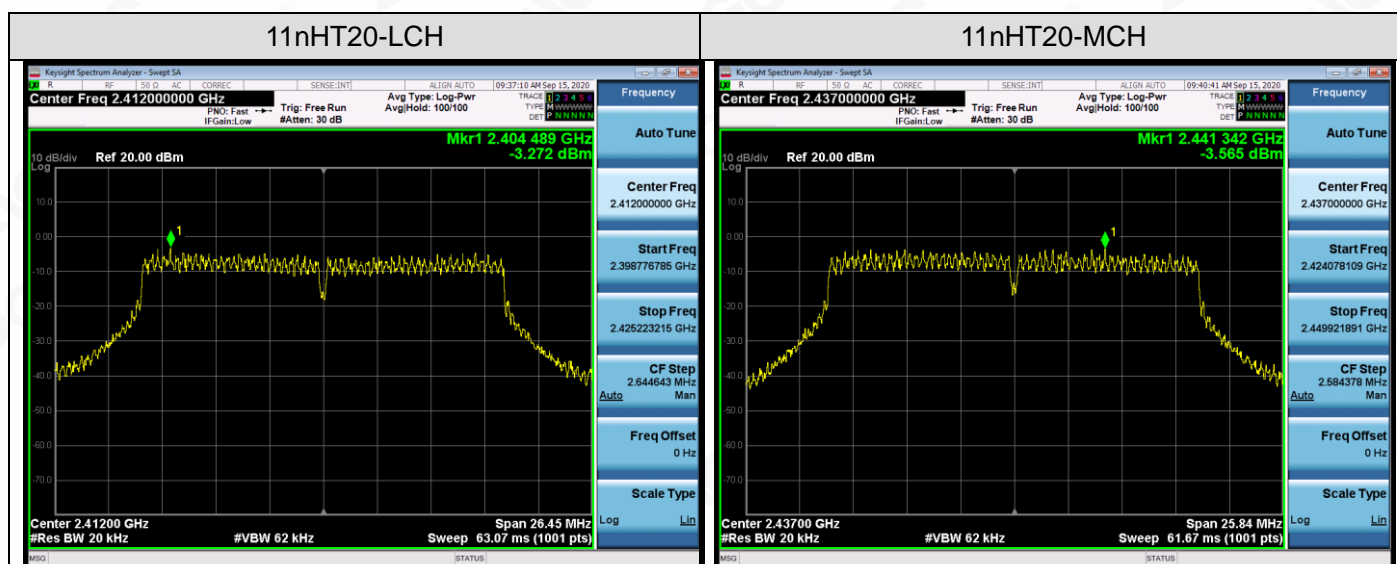 11nHT20-LCH
11nHT20-MCH
Keysight Spectrum Analyzer - Swept SA
R RF 50 Ω AC CORREC SENSE:INT ALIGN AUTO 09:37:10 AM Sep 15, 2020
Center Freq 2.412000000 GHz
PNO: Fast
IFGain:Low
Trig: Free Run
#Atten: 30 dB
Avg Type: Log-Pwr
Avg|Hold: 100/100
TRACE 1 2 3 4 5 6
TYPE M W W W W W
DET P N N N N N
Mkr1 2.404 489 GHz
-3.272 dBm
10 dB/div
Log
Ref 20.00 dBm
10.0
0.00
-10.0
-20.0
-30.0
-40.0
-50.0
-60.0
-70.0
1
Center 2.41200 GHz
Span 26.45 MHz
#Res BW 20 kHz
#VBW 62 kHz
Sweep 63.07 ms (1001 pts)
MSG
STATUS
Frequency
Auto Tune
Center Freq
2.412000000 GHz
Start Freq
2.398776785 GHz
Stop Freq
2.425223215 GHz
CF Step
2.644643 MHz
Auto Man
Freq Offset
0 Hz
Scale Type
Log Lin
Keysight Spectrum Analyzer - Swept SA
R RF 50 Ω AC CORREC SENSE:INT ALIGN AUTO 09:40:41 AM Sep 15, 2020
Center Freq 2.437000000 GHz
PNO: Fast
IFGain:Low
Trig: Free Run
#Atten: 30 dB
Avg Type: Log-Pwr
Avg|Hold: 100/100
TRACE 1 2 3 4 5 6
TYPE M W W W W W
DET P N N N N N
Mkr1 2.441 342 GHz
-3.565 dBm
10 dB/div
Log
Ref 20.00 dBm
10.0
0.00
-10.0
-20.0
-30.0
-40.0
-50.0
-60.0
-70.0
1
Center 2.43700 GHz
Span 25.84 MHz
#Res BW 20 kHz
#VBW 62 kHz
Sweep 61.67 ms (1001 pts)
MSG
STATUS
Frequency
Auto Tune
Center Freq
2.437000000 GHz
Start Freq
2.424078109 GHz
Stop Freq
2.449921891 GHz
CF Step
2.584378 MHz
Auto Man
Freq Offset
0 Hz
Scale Type
Log Lin